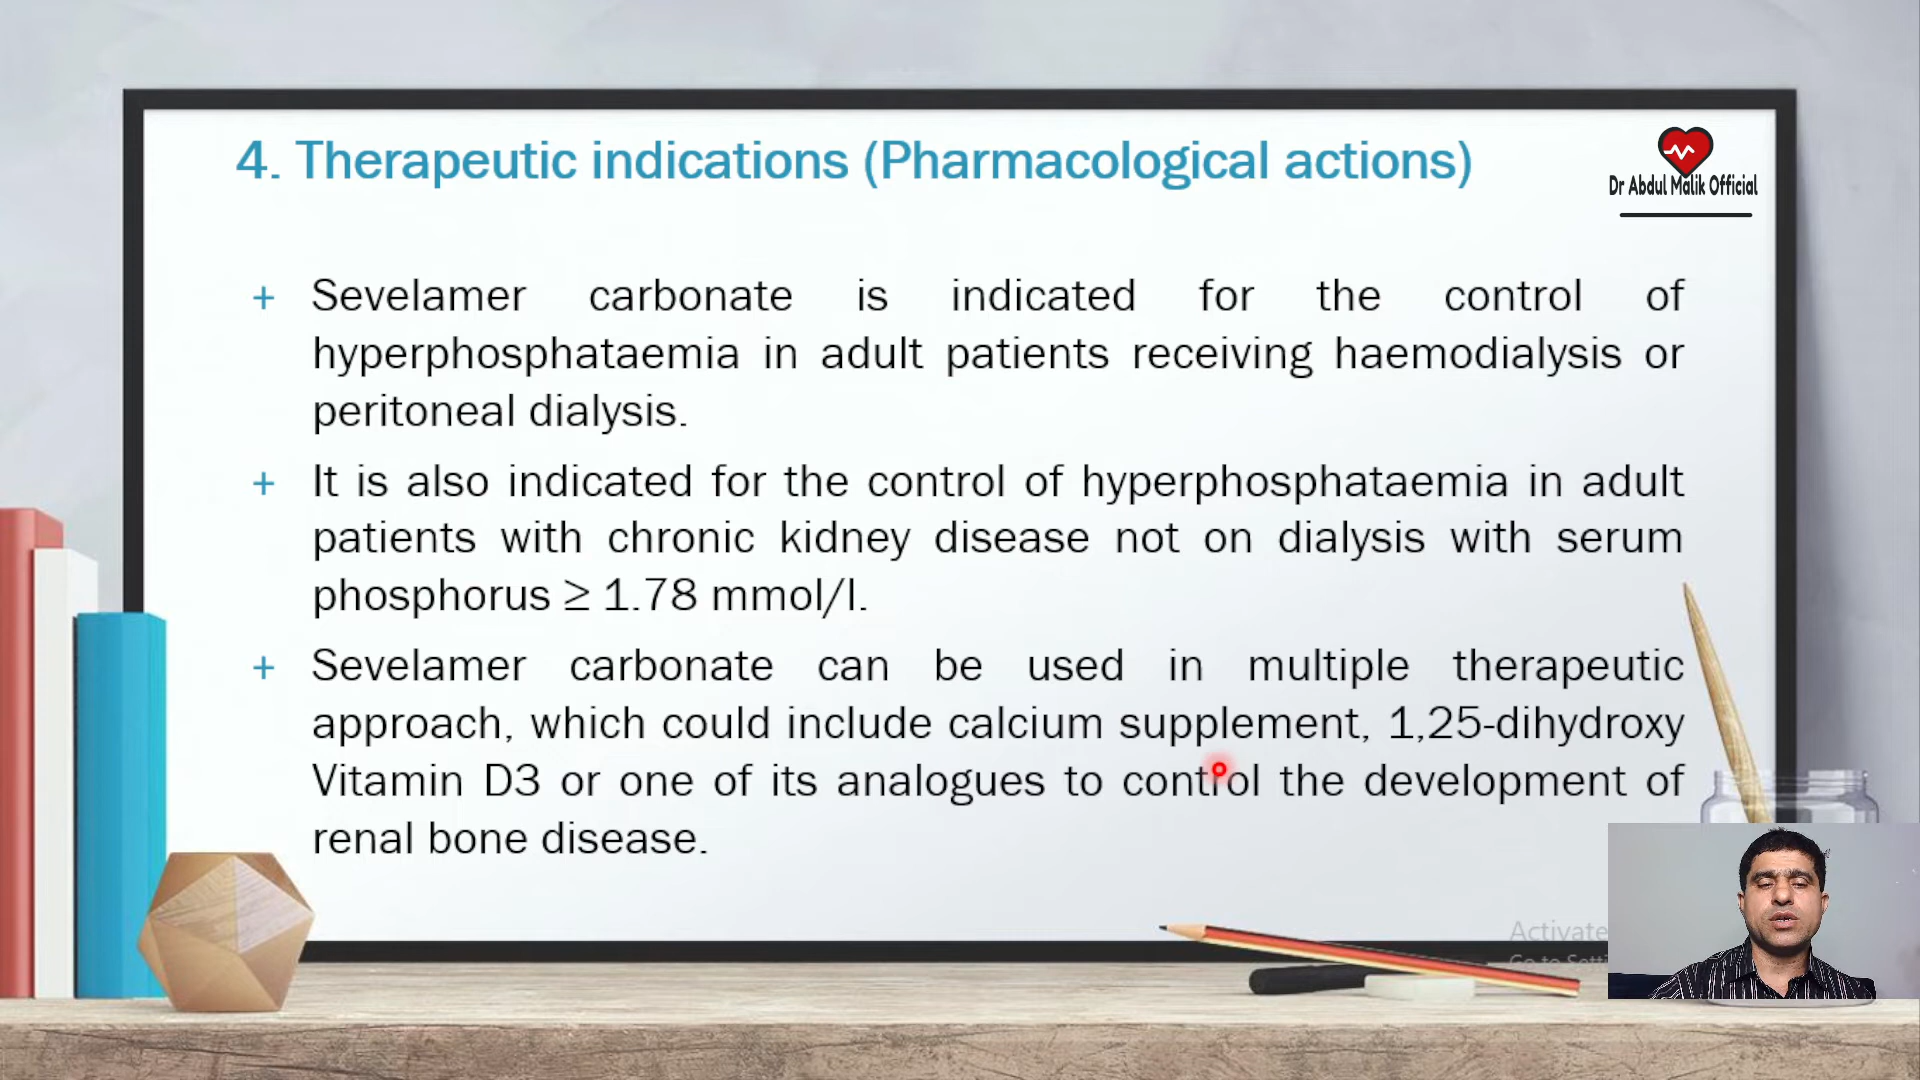 4. Therapeutic indications (Pharmacological actions)
Dr Abdul Malik Official
+ Sevelamer carbonate is indicated for the control of
hyperphosphataemia in adult patients receiving haemodialysis or
peritoneal dialysis.
+ It is also indicated for the control of hyperphosphataemia in adult
patients with chronic kidney disease not on dialysis with serum
phosphorus ≥ 1.78 mmol/l.
+ Sevelamer carbonate can be used in multiple therapeutic
approach, which could include calcium supplement, 1,25-dihydroxy
Vitamin D3 or one of its analogues to control the development of
renal bone disease.
Activate
Go to